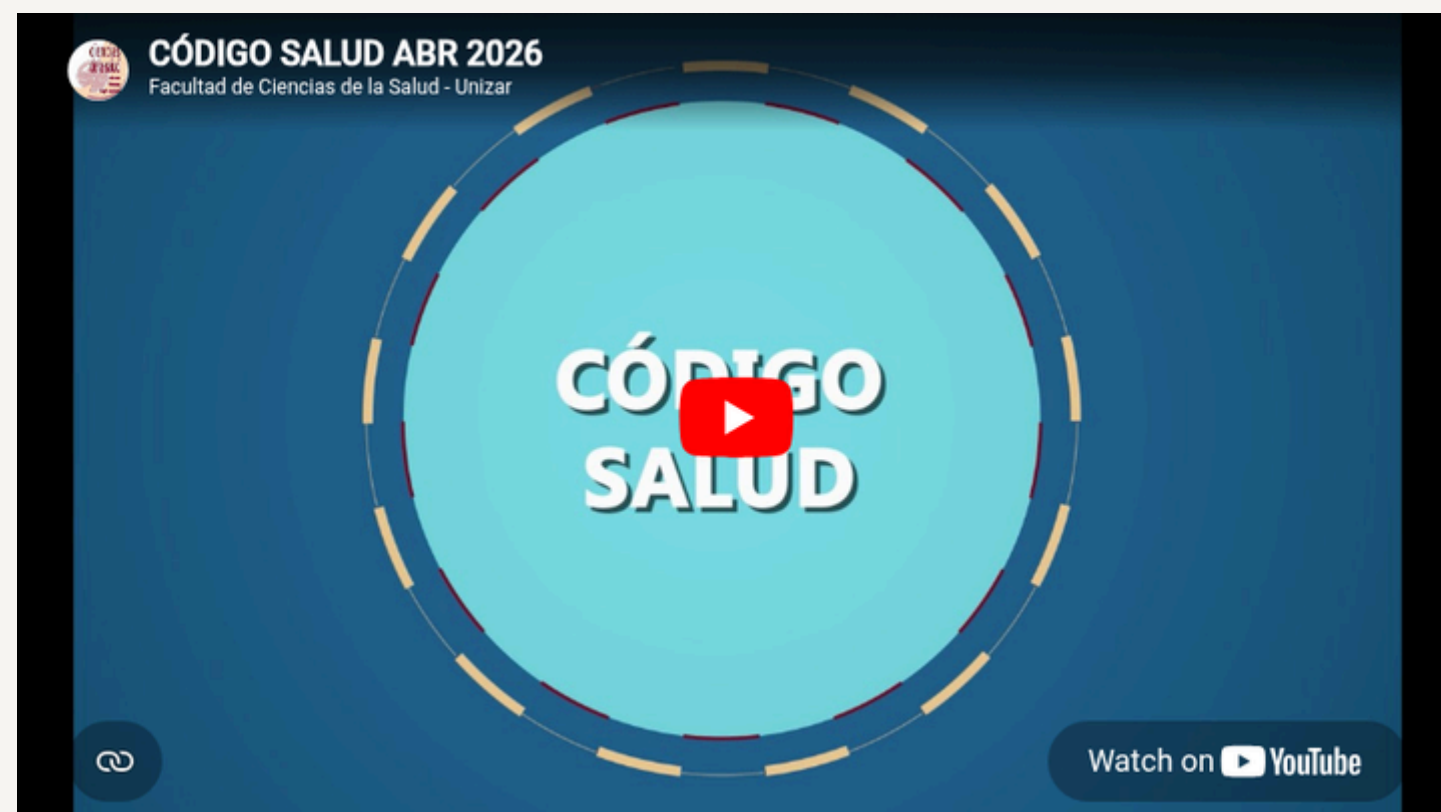 CÓDIGO SALUD ABR 2026
Facultad de Ciencias de la Salud - Unizar
CÓDIGO
SALUD
Watch on YouTube